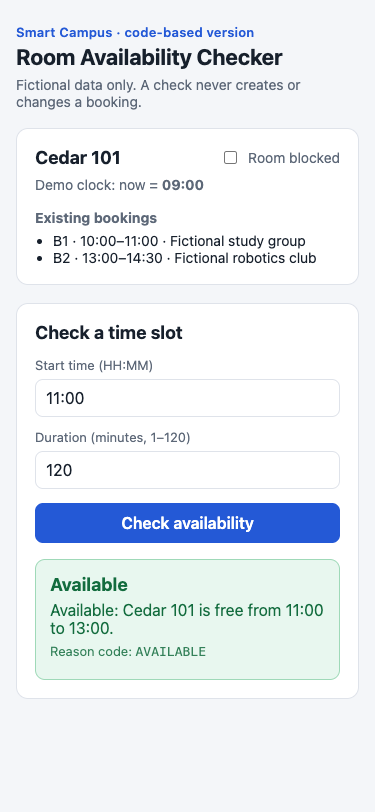 Smart Campus · code-based version
Room Availability Checker
Fictional data only. A check never creates or
changes a booking.
Cedar 101
Room blocked
Demo clock: now = 09:00
Existing bookings
• B1 · 10:00–11:00 · Fictional study group
• B2 · 13:00–14:30 · Fictional robotics club
Check a time slot
Start time (HH:MM)
11:00
Duration (minutes, 1–120)
120
Check availability
Available
Available: Cedar 101 is free from 11:00
to 13:00.
Reason code: AVAILABLE